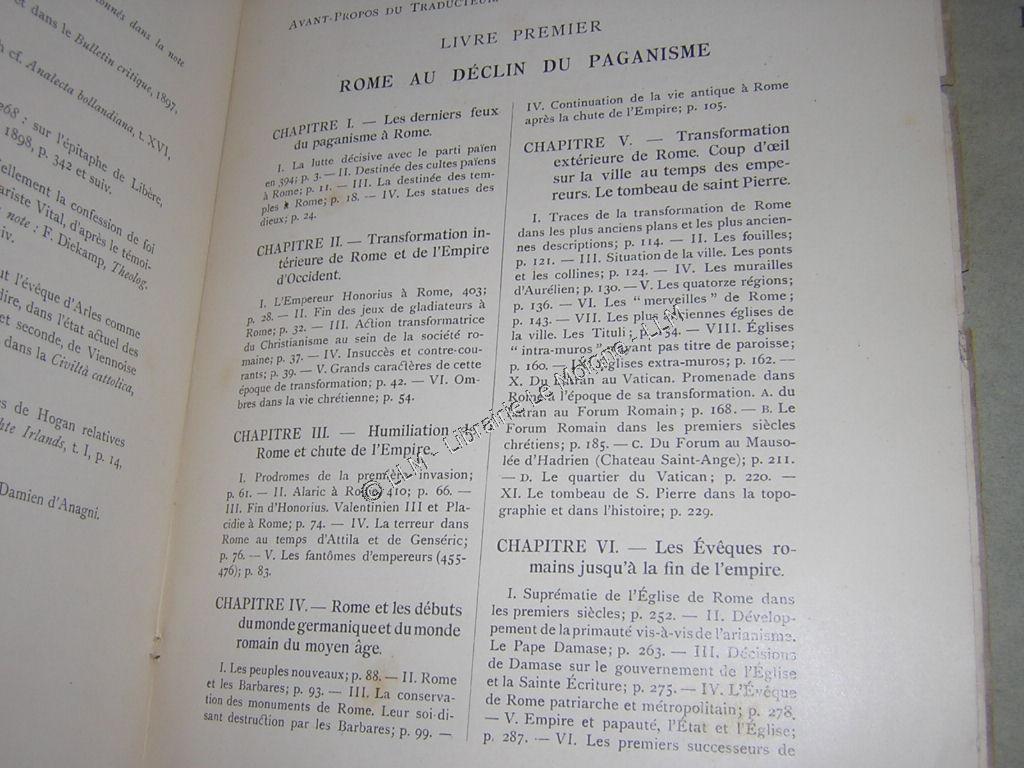 onnés dans la note
et dans le Bulletin critique, 1897,
cf. Analecta bollandiana, t. XVI,
268 : sur l'épitaphe de Libère,
1898, p. 342 et suiv.
ellement la confession de foi
ariste Vital, d'après le témoi-
note : F. Diekamp, Theolog.
iv.
t l'évêque d'Arles comme
dire, dans l'état actuel des
et seconde, de Viennoise
dans la Civiltà cattolica,
es de Hogan relatives
hte Irlands, t. I, p. 14,
Damien d'Anagni.
AVANT-PROPOS DU TRADUCTEUR
LIVRE PREMIER
ROME AU DÉCLIN DU PAGANISME
CHAPITRE I. — Les derniers feux
du paganisme à Rome.
I. La lutte décisive avec le parti païen
en 394; p. 3. — II. Destinée des cultes païens
à Rome; p. 11. — III. La destinée des tem-
ples à Rome; p. 18. — IV. Les statues des
dieux; p. 24.
CHAPITRE II. — Transformation in-
térieure de Rome et de l'Empire
d'Occident.
I. L'Empereur Honorius à Rome, 403;
p. 28. — II. Fin des jeux de gladiateurs à
Rome; p. 32. — III. Action transformatrice
du Christianisme au sein de la société ro-
maine; p. 37. — IV. Insuccès et contre-cou-
rants; p. 39. — V. Grands caractères de cette
époque de transformation; p. 42. — VI. Om-
bres dans la vie chrétienne; p. 54.
CHAPITRE III. — Humiliation de
Rome et chute de l'Empire.
I. Prodromes de la première invasion;
p. 61. — II. Alaric à Rome, 410; p. 66. —
III. Fin d'Honorius. Valentinien III et Pla-
cidie à Rome; p. 74. — IV. La terreur dans
Rome au temps d'Attila et de Genséric;
p. 76. — V. Les fantômes d'empereurs (455-
476); p. 83.
CHAPITRE IV. — Rome et les débuts
du monde germanique et du monde
romain du moyen âge.
I. Les peuples nouveaux; p. 88. — II. Rome
et les Barbares; p. 93. — III. La conserva-
tion des monuments de Rome. Leur soi-di-
sant destruction par les Barbares; p. 99. —
IV. Continuation de la vie antique à Rome
après la chute de l'Empire; p. 105.
CHAPITRE V. — Transformation
extérieure de Rome. Coup d'œil
sur la ville au temps des empe-
reurs. Le tombeau de saint Pierre.
I. Traces de la transformation de Rome
dans les plus anciens plans et les plus ancien-
nes descriptions; p. 114. — II. Les fouilles;
p. 121. — III. Situation de la ville. Les ponts
et les collines; p. 124. — IV. Les murailles
d'Aurélien; p. 130. — V. Les quatorze régions;
p. 136. — VI. Les "merveilles" de Rome;
p. 143. — VII. Les plus anciennes églises de
la ville. Les Tituli; p. 154. — VIII. Églises
"intra-muros" n'ayant pas titre de paroisse;
p. 160. — IX. Églises extra-muros; p. 162. —
X. Du Latran au Vatican. Promenade dans
Rome à l'époque de sa transformation. A. du
Latran au Forum Romain; p. 168. — B. Le
Forum Romain dans les premiers siècles
chrétiens; p. 185. — C. Du Forum au Mauso-
lée d'Hadrien (Chateau Saint-Ange); p. 211.
— D. Le quartier du Vatican; p. 220. —
XI. Le tombeau de S. Pierre dans la topo-
graphie et dans l'histoire; p. 229.
CHAPITRE VI. — Les Évêques ro-
mains jusqu'à la fin de l'empire.
I. Suprématie de l'Église de Rome dans
les premiers siècles; p. 252. — II. Dévelop-
pement de la primauté vis-à-vis de l'arianisme.
Le Pape Damase; p. 263. — III. Décisions
de Damase sur le gouvernement de l'Église
et la Sainte Écriture; p. 275. — IV. L'Évêque
de Rome patriarche et métropolitain; p. 278.
— V. Empire et papauté, l'État et l'Église;
p. 287. — VI. Les premiers successeurs de
© LLM - Librairie Le Moigne - LLM